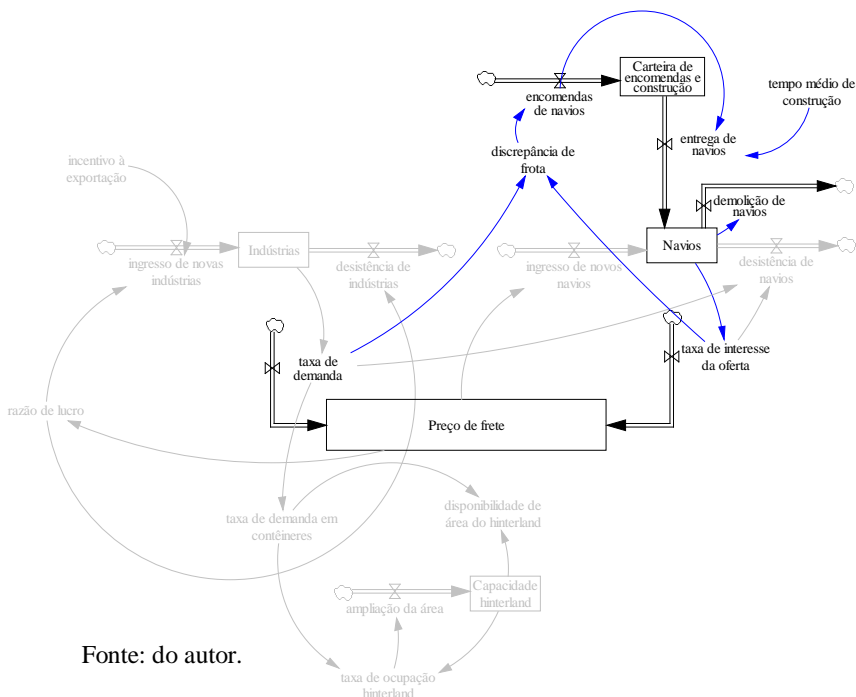 Carteira de
encomendas e
construção
encomendas
de navios
tempo médio de
construção
entrega de
navios
discrepância de
frota
incentivo à
exportação
demolição de
navios
Indústrias
Navios
ingresso de novas
indústrias
desistência de
indústrias
ingresso de novos
navios
desistência de
navios
taxa de
demanda
taxa de interesse
da oferta
razão de lucro
Preço de frete
taxa de demanda em
contêineres
disponibilidade de
área do hinterland
Capacidade
hinterland
ampliação da área
Fonte: do autor.
taxa de ocupação
hinterland